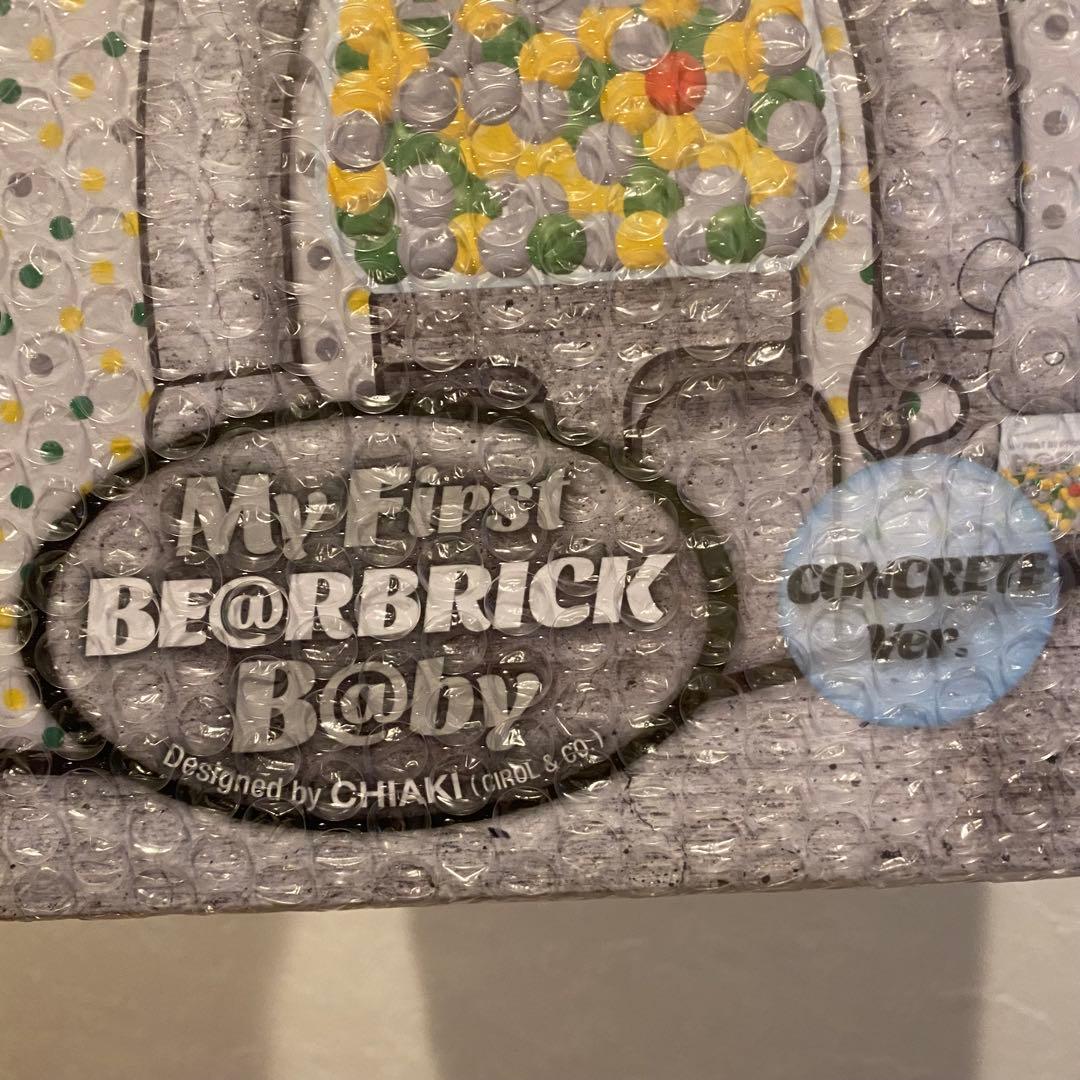 My First
BE@RBRICK
B@by
Designed by CHIAKI (CIROL & CO.)
CONCRETE
Ver.